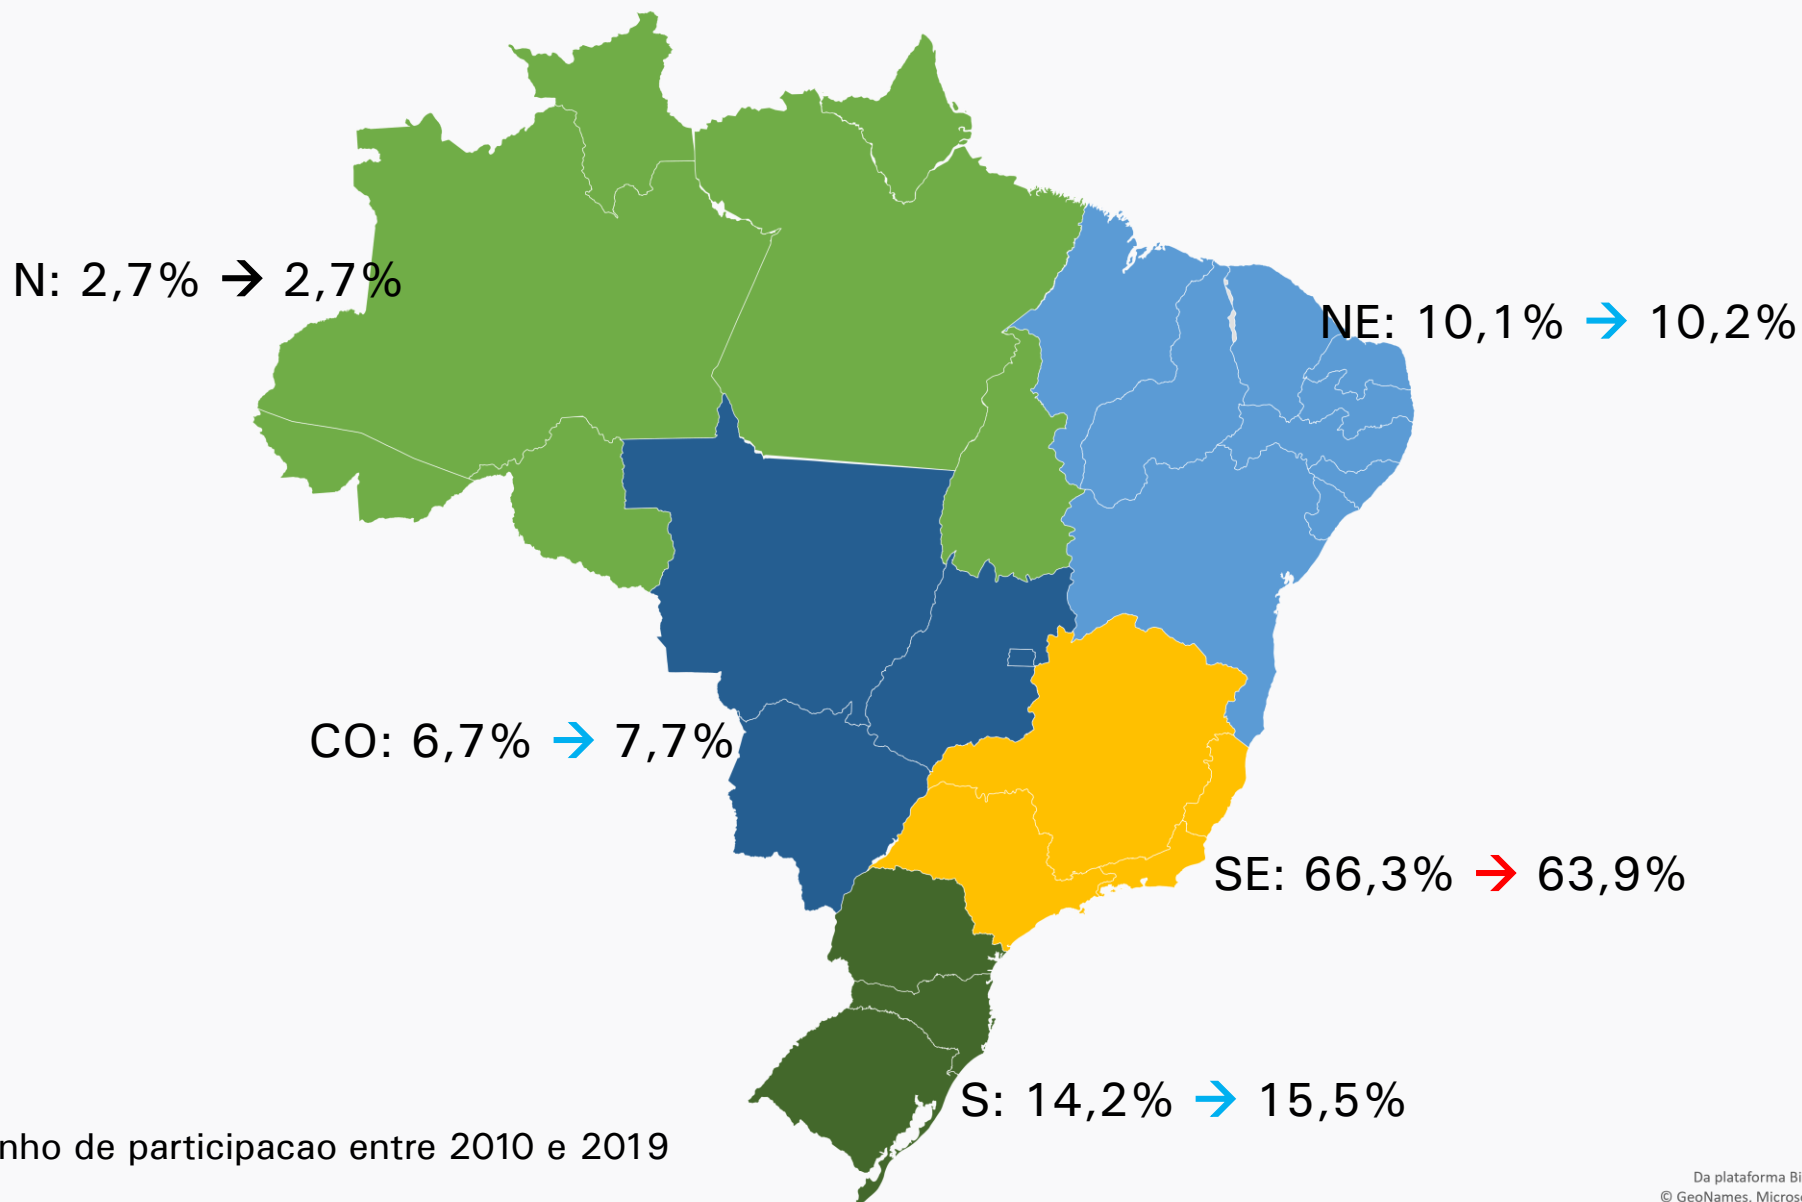 N: 2,7% → 2,7%
NE: 10,1% → 10,2%
CO: 6,7% → 7,7%
SE: 66,3% → 63,9%
S: 14,2% → 15,5%
de participacao entre 2010 e 2019
Da plataforma
© GeoNames,